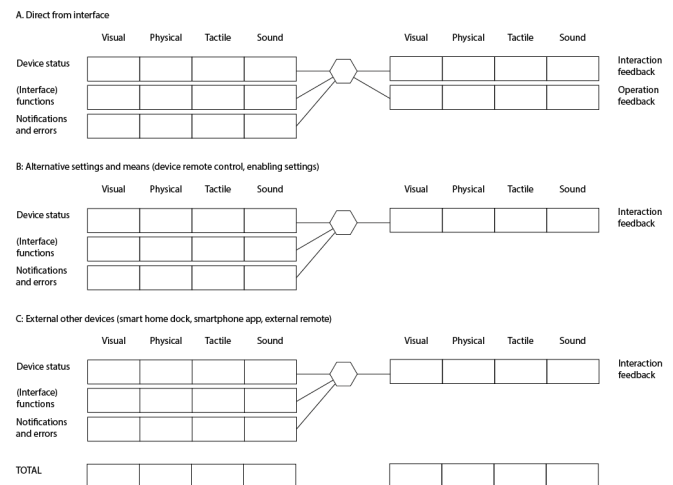 A. Direct from interface
Visual Physical Tactile Sound Visual Physical Tactile Sound
Device status
Interaction
feedback
(Interface)
functions
Operation
feedback
Notifications
and errors
B: Alternative settings and means (device remote control, enabling settings)
Visual Physical Tactile Sound Visual Physical Tactile Sound
Device status
Interaction
feedback
(Interface)
functions
Notifications
and errors
C: External other devices (smart home dock, smartphone app, external remote)
Visual Physical Tactile Sound Visual Physical Tactile Sound
Device status
Interaction
feedback
(Interface)
functions
Notifications
and errors
TOTAL